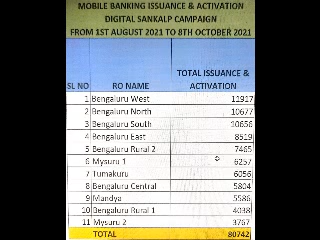 MOBILE BANKING ISSUANCE & ACTIVATION
DIGITAL SANKALP CAMPAIGN
FROM 1ST AUGUST 2021 TO 8TH OCTOBER 2021
SL NO RO NAME TOTAL ISSUANCE & ACTIVATION
1 Bengaluru West 11917
2 Bengaluru North 10677
3 Bengaluru South 10656
4 Bengaluru East 8519
5 Bengaluru Rural 2 7465
6 Mysuru 1 6257
7 Tumakuru 6056
8 Bengaluru Central 5804
9 Mandya 5586
10 Bengaluru Rural 1 4038
11 Mysuru 2 3767
TOTAL 80742